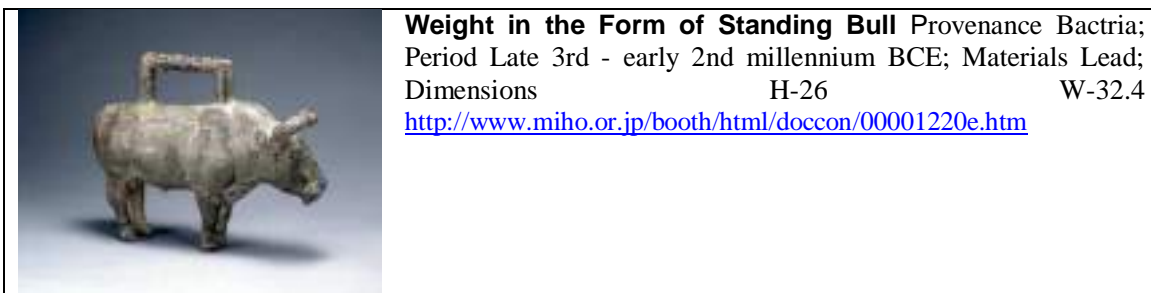 Weight in the Form of Standing Bull Provenance Bactria;
Period Late 3rd - early 2nd millennium BCE; Materials Lead;
Dimensions H-26 W-32.4
http://www.miho.or.jp/booth/html/doccon/00001220e.htm